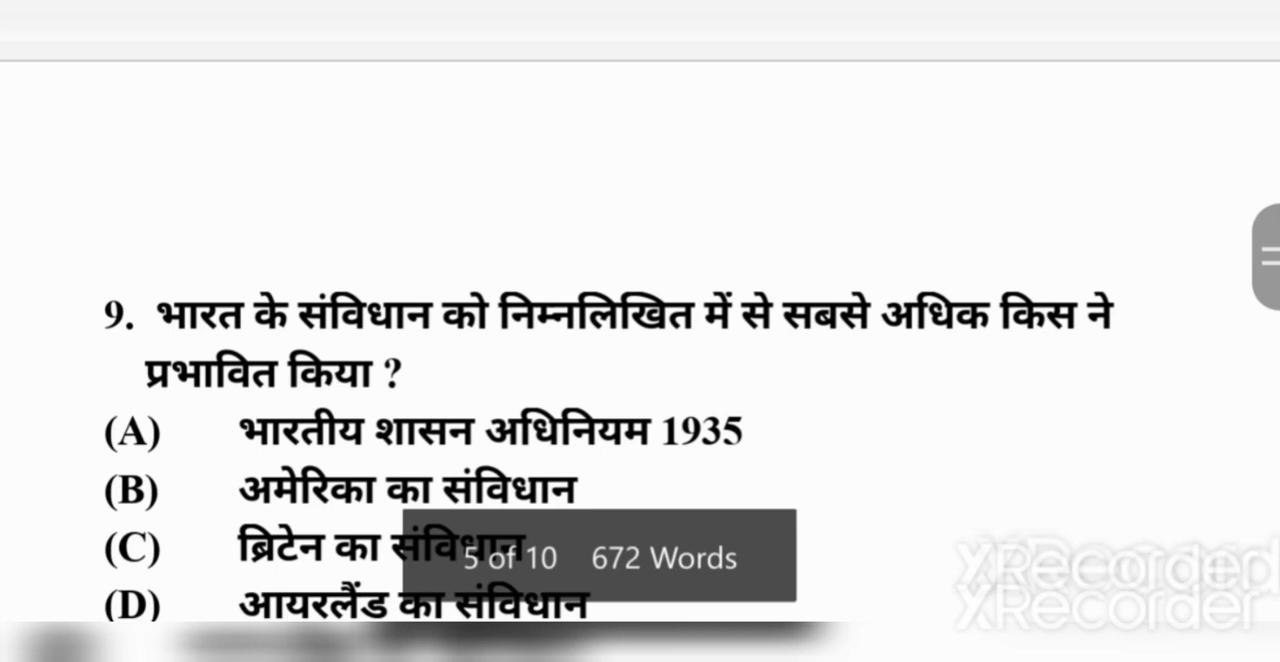 9. भारत के संविधान को निम्नलिखित में से सबसे अधिक किस ने
प्रभावित किया ?
(A) भारतीय शासन अधिनियम 1935
(B) अमेरिका का संविधान
(C) ब्रिटेन का संविधान
5 of 10 672 Words
(D) आयरलैंड का संविधान
XRecorder
XRecorder